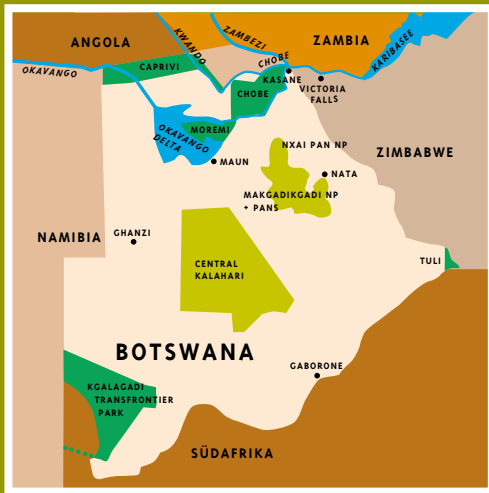 ANGOLA
KWANDO
ZAMBEZI
ZAMBIA
KARIBASEE
OKAVANGO
CAPRIVI
CHOBE
KASANE
CHOBE
VICTORIA
FALLS
MOREMI
OKAVANGO
DELTA
MAUN
NXAI PAN NP
ZIMBABWE
NATA
MAKGADIKGADI NP
+ PANS
NAMIBIA
GHANZI
CENTRAL
KALAHARI
TULI
BOTSWANA
GABORONE
KGALAGADI
TRANSFRONTIER
PARK
SÜDAFRIKA